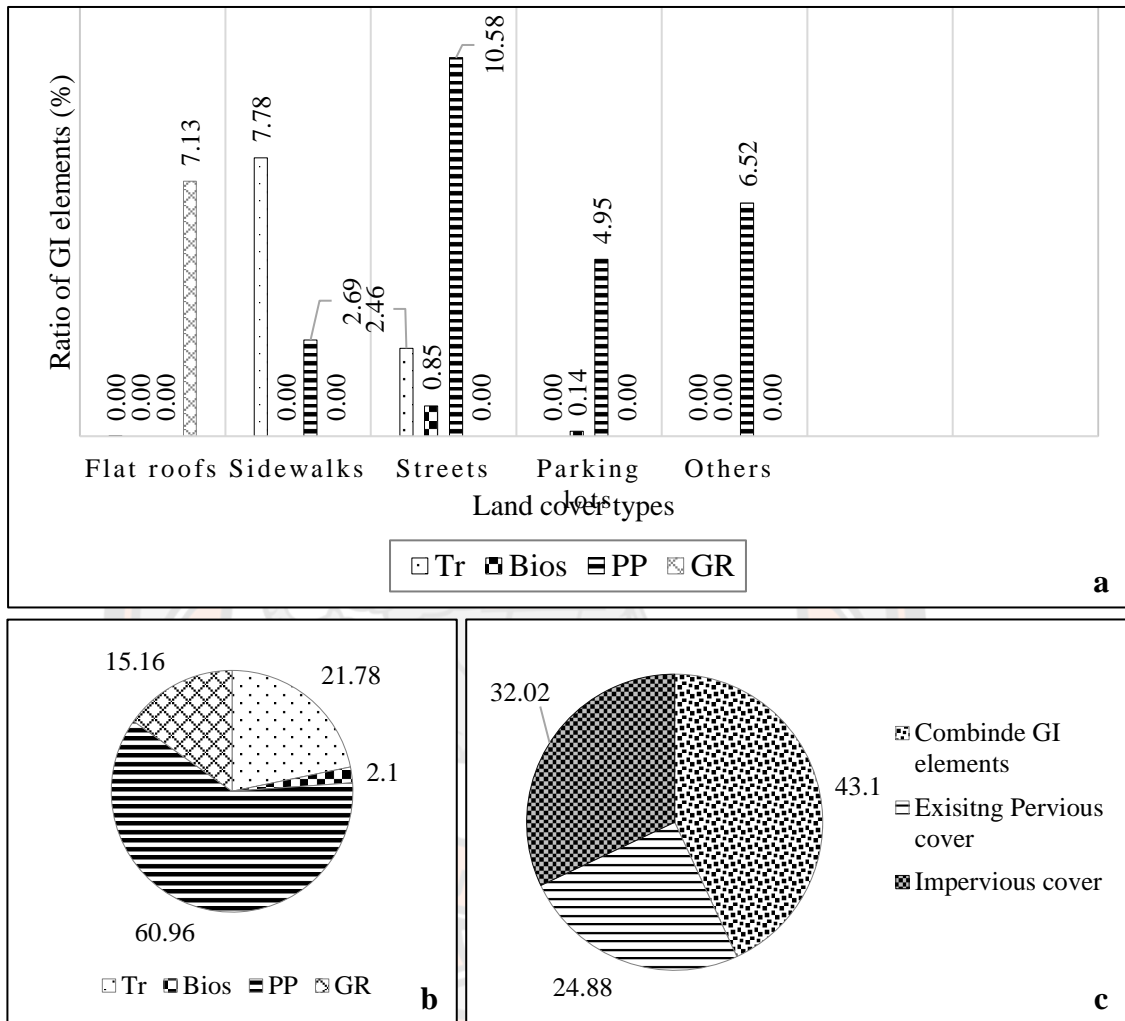 Ratio of GI elements (%)
0.00
0.00
0.00
7.13
7.78
0.00
2.69
0.00
2.46
0.85
10.58
0.00
0.00
0.14
4.95
0.00
0.00
0.00
6.52
0.00
Flat roofs Sidewalks Streets Parking Others
lots
Land cover types
Tr Bios PP GR
a
15.16
21.78
2.1
60.96
Tr Bios PP GR
b
32.02
43.1
24.88
Combinde GI
elements
Exisitng Pervious
cover
Impervious cover
c